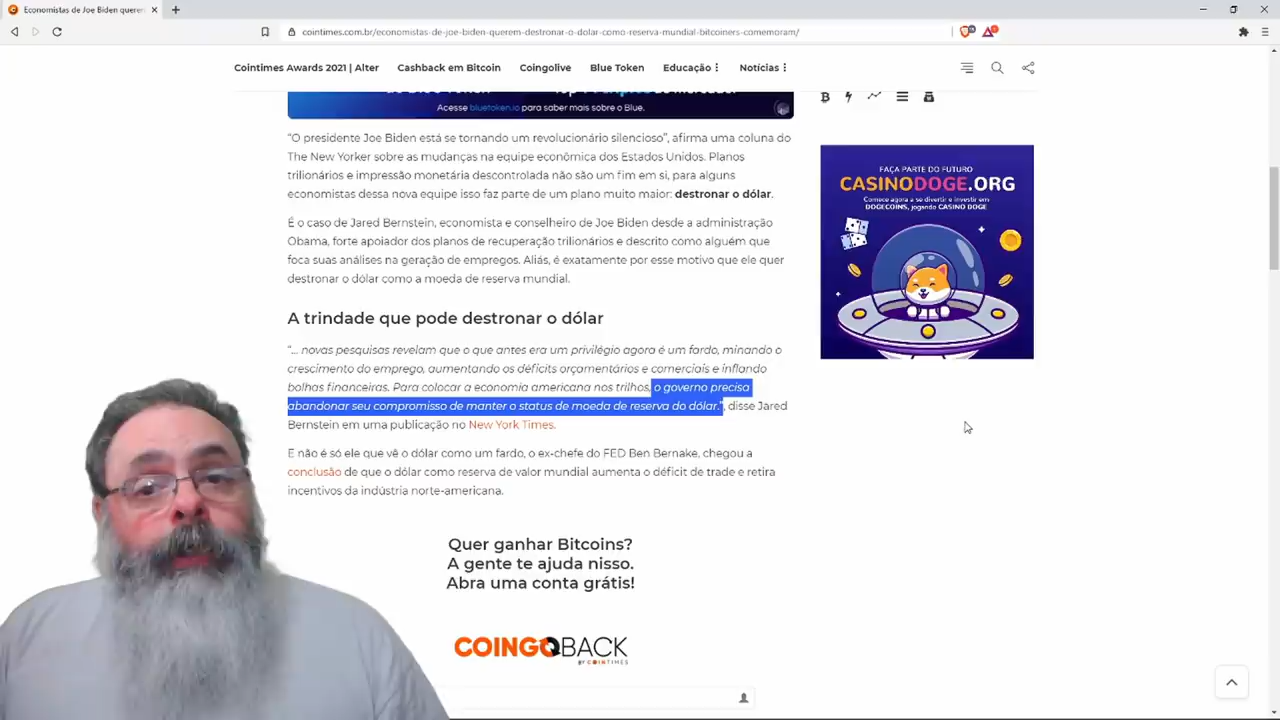 Economistas de Joe Biden querem
cointimes.com.br/economistas-de-joe-biden-querem-destronar-o-dolar-como-reserva-mundial-bitcoiners-comemoram/
Cointimes Awards 2021 | Alter Cashback em Bitcoin Coingolive Blue Token Educação Notícias
Acesse bluetoken.io para saber mais sobre o Blue.
“O presidente Joe Biden está se tornando um revolucionário silencioso”, afirma uma coluna do
The New Yorker sobre as mudanças na equipe econômica dos Estados Unidos. Planos
trilionários e impressão monetária descontrolada não são um fim em si, para alguns
economistas dessa nova equipe isso faz parte de um plano muito maior: destronar o dólar.
É o caso de Jared Bernstein, economista e conselheiro de Joe Biden desde a administração
Obama, forte apoiador dos planos de recuperação trilionários e descrito como alguém que
foca suas análises na geração de empregos. Aliás, é exatamente por esse motivo que ele quer
destronar o dólar como a moeda de reserva mundial.
A trindade que pode destronar o dólar
“... novas pesquisas revelam que o que antes era um privilégio agora é um fardo, minando o
crescimento do emprego, aumentando os déficits orçamentários e comerciais e inflando
bolhas financeiras. Para colocar a economia americana nos trilhos, o governo precisa
abandonar seu compromisso de manter o status de moeda de reserva do dólar.”, disse Jared
Bernstein em uma publicação no New York Times.
E não é só ele que vê o dólar como um fardo, o ex-chefe do FED Ben Bernake, chegou a
conclusão de que o dólar como reserva de valor mundial aumenta o déficit de trade e retira
incentivos da indústria norte-americana.
Quer ganhar Bitcoins?
A gente te ajuda nisso.
Abra uma conta grátis!
COINGOBACK
BY COINTIMES
FAÇA PARTE DO FUTURO
CASINODOGE.ORG
Comece agora a se divertir e investir em
DOGECOINS, jogando CASINO DOGE